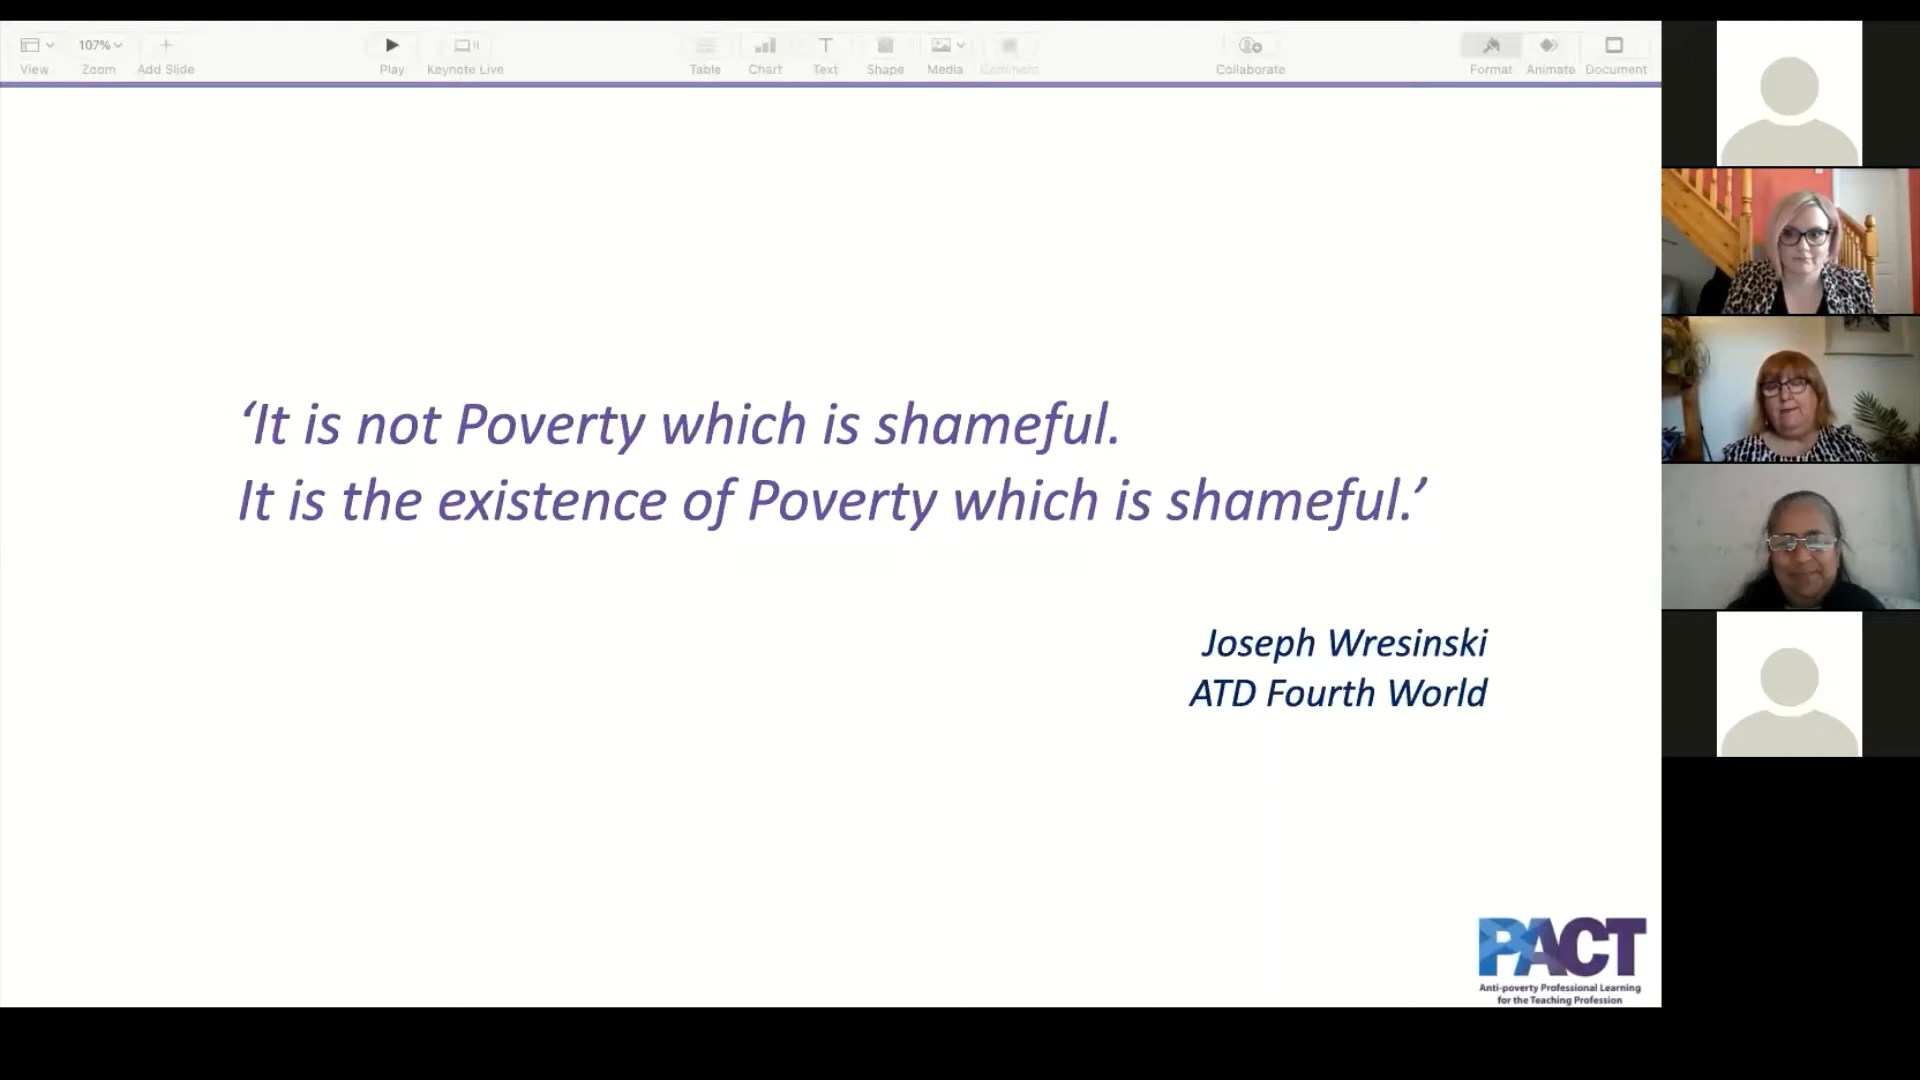 View
107%
Zoom
Add Slide
Play
Keynote Live
Table
Chart
Text
Shape
Media
Comment
Collaborate
Format
Animate
Document
‘It is not Poverty which is shameful.
It is the existence of Poverty which is shameful.’
Joseph Wresinski
ATD Fourth World
PACT
Anti-poverty Professional Learning
for the Teaching Profession